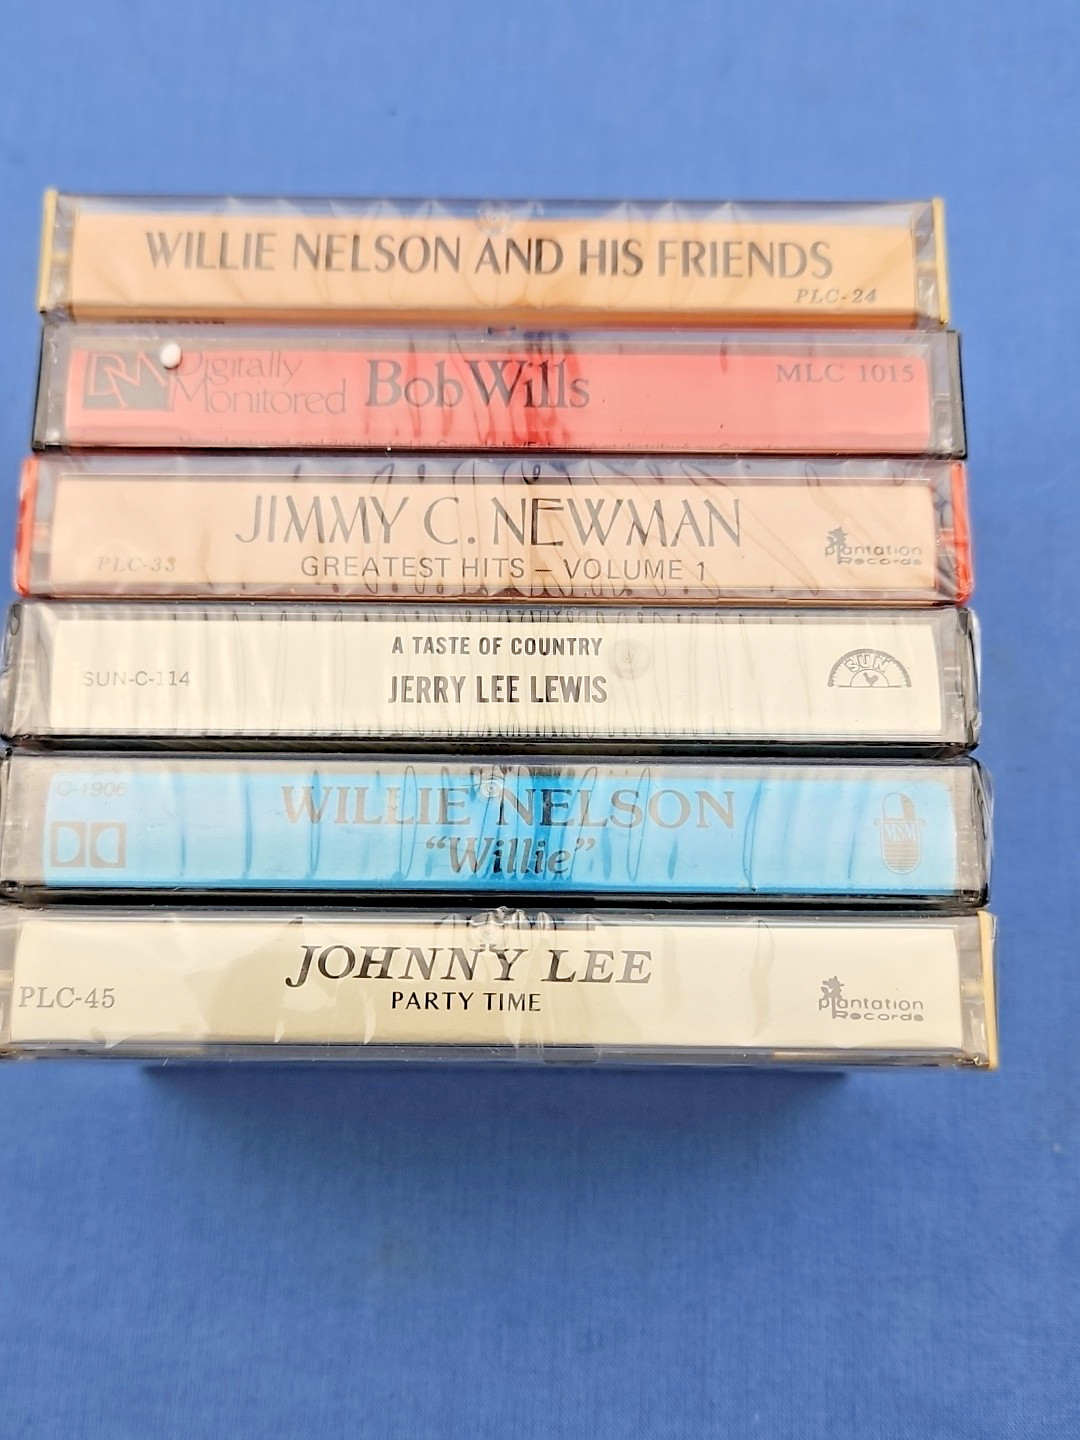 WILLIE NELSON AND HIS FRIENDS
PLC-24
Digitally
Monitored
Bob Wills
MLC 1015
JIMMY C. NEWMAN
GREATEST HITS – VOLUME 1
PLC-33
Plantation
Records
A TASTE OF COUNTRY
JERRY LEE LEWIS
SUN-C-114
SUN
C-1906
WILLIE NELSON
"Willie"
MSM
JOHNNY LEE
PARTY TIME
PLC-45
Plantation
Records